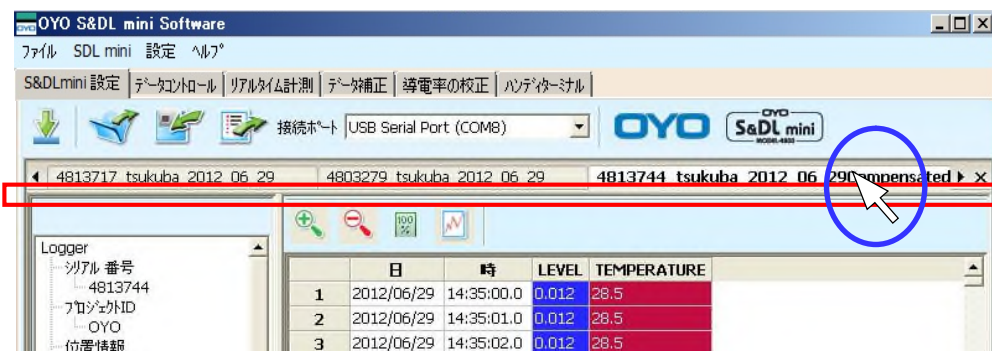 OYO S&DL mini Software
ファイル SDL mini 設定 ヘルプ
S&DLmini 設定 データコントロール リアルタイム計測 データ補正 導電率の校正 ハンディターミナル
接続ポート USB Serial Port (COM8) OYO OYO S&DL mini MODEL-4800
4813717_tsukuba_2012_06_29 4803279_tsukuba_2012_06_29 4813744_tsukuba_2012_06_29Compensated
100 %
Logger
シリアル 番号
日 時 LEVEL TEMPERATURE
4813744
1 2012/06/29 14:35:00.0 0.012 28.5
プロジェクトID
2 2012/06/29 14:35:01.0 0.012 28.5
OYO
3 2012/06/29 14:35:02.0 0.012 28.5
位置情報